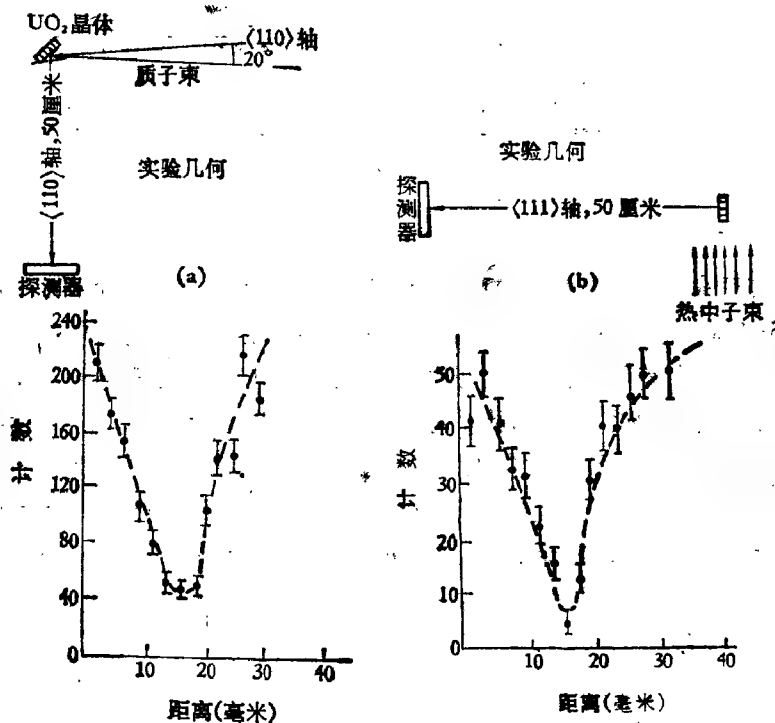 UO₂晶体
⟨110⟩轴
20°
质子束
⟨110⟩轴,50厘米
实验几何
探测器
(a)
240
200
160
120
80
40
0
10
20
30
40
计数
距离(毫米)
实验几何
探测器
⟨111⟩轴,50厘米
(b)
热中子束
50
40
30
20
10
0
10
20
30
40
计数
距离(毫米)